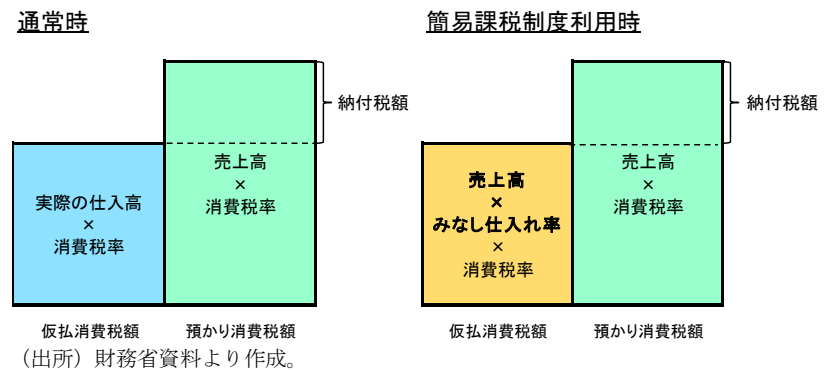 通常時
納付税額
売上高
×
消費税率
実際の仕入高
×
消費税率
仮払消費税額
預かり消費税額
簡易課税制度利用時
納付税額
売上高
×
消費税率
売上高
×
みなし仕入れ率
×
消費税率
仮払消費税額
預かり消費税額
（出所）財務省資料より作成。